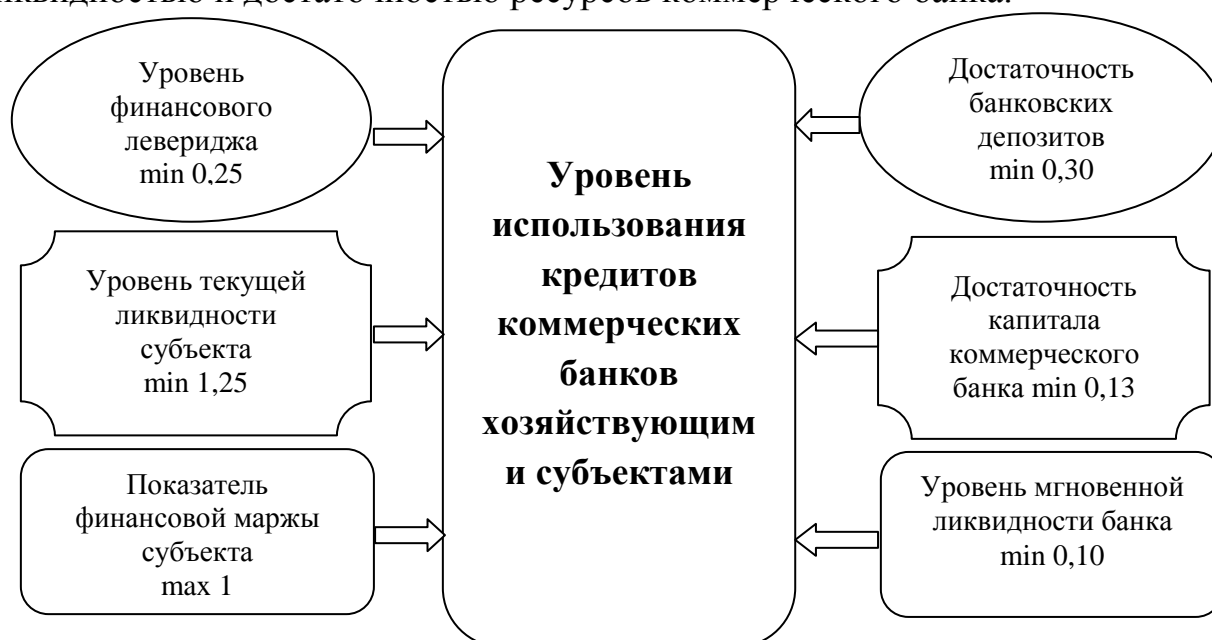 ликвидностью и достаточностью ресурсов коммерческого банка.
Уровень
финансового
левериджа
min 0,25
Уровень текущей
ликвидности
субъекта
min 1,25
Показатель
финансовой маржы
субъекта
max 1
Уровень
использования
кредитов
коммерческих
банков
хозяйствующим
и субъектами
Достаточность
банковских
депозитов
min 0,30
Достаточность
капитала
коммерческого
банка min 0,13
Уровень мгновенной
ликвидности банка
min 0,10